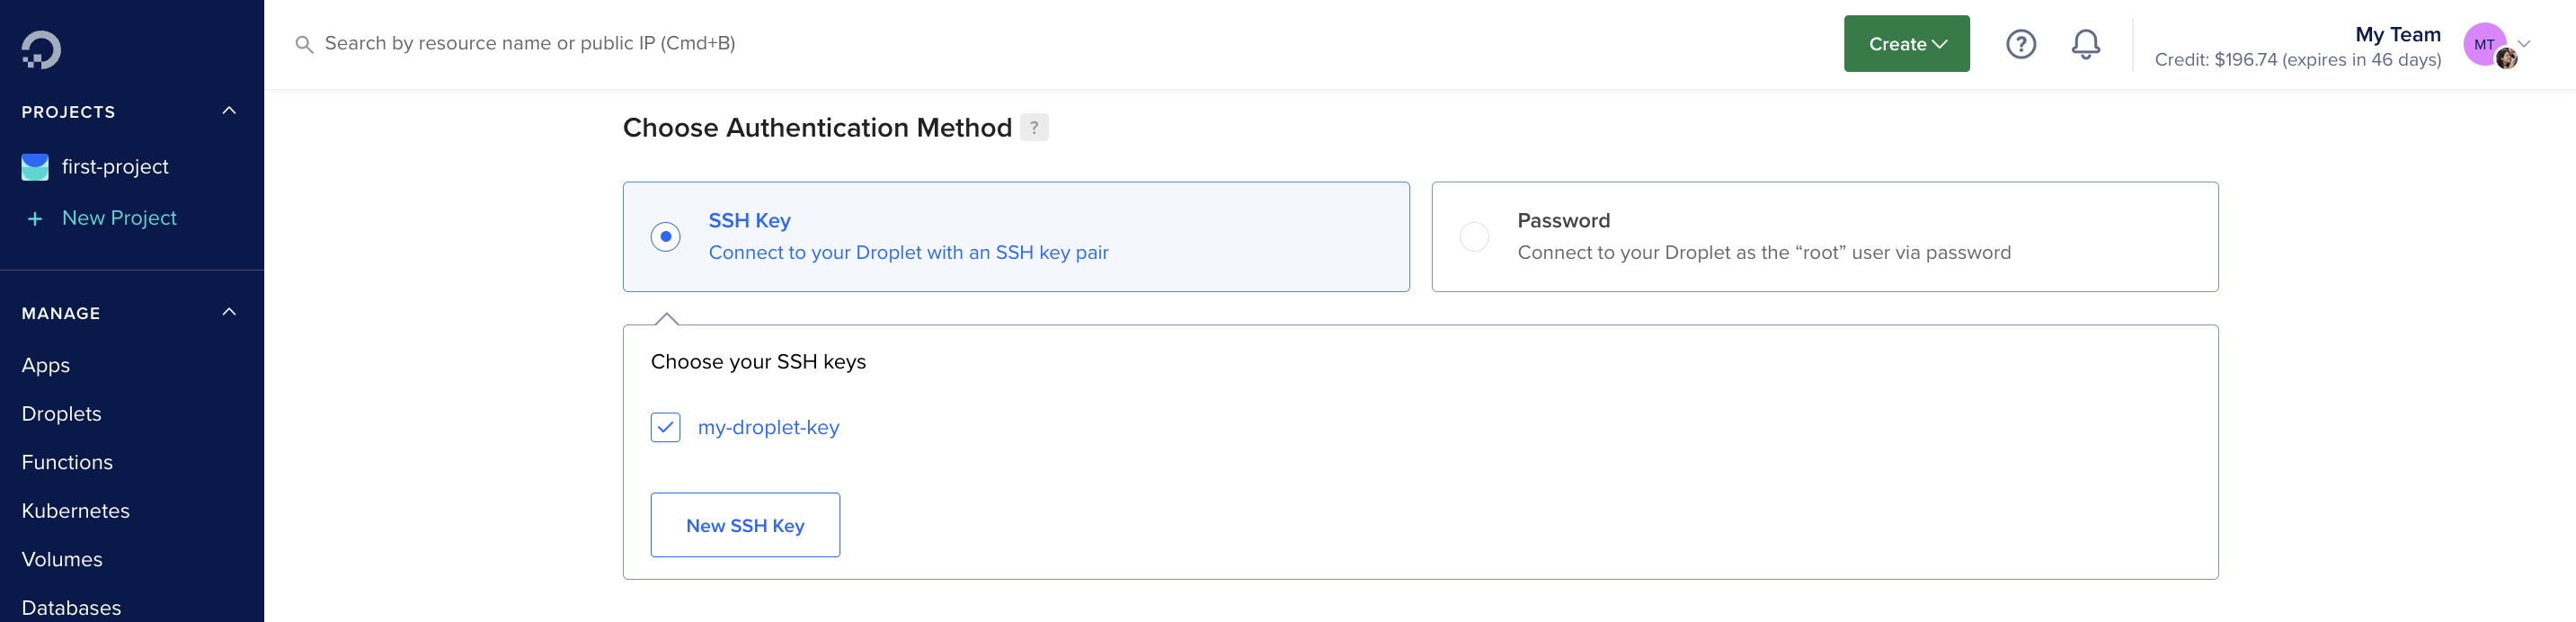 Search by resource name or public IP (Cmd+B)
Create
?
My Team
Credit: $196.74 (expires in 46 days)
MT
PROJECTS
first-project
+ New Project
MANAGE
Apps
Droplets
Functions
Kubernetes
Volumes
Databases
Choose Authentication Method ?
SSH Key
Connect to your Droplet with an SSH key pair
Password
Connect to your Droplet as the “root” user via password
Choose your SSH keys
my-droplet-key
New SSH Key